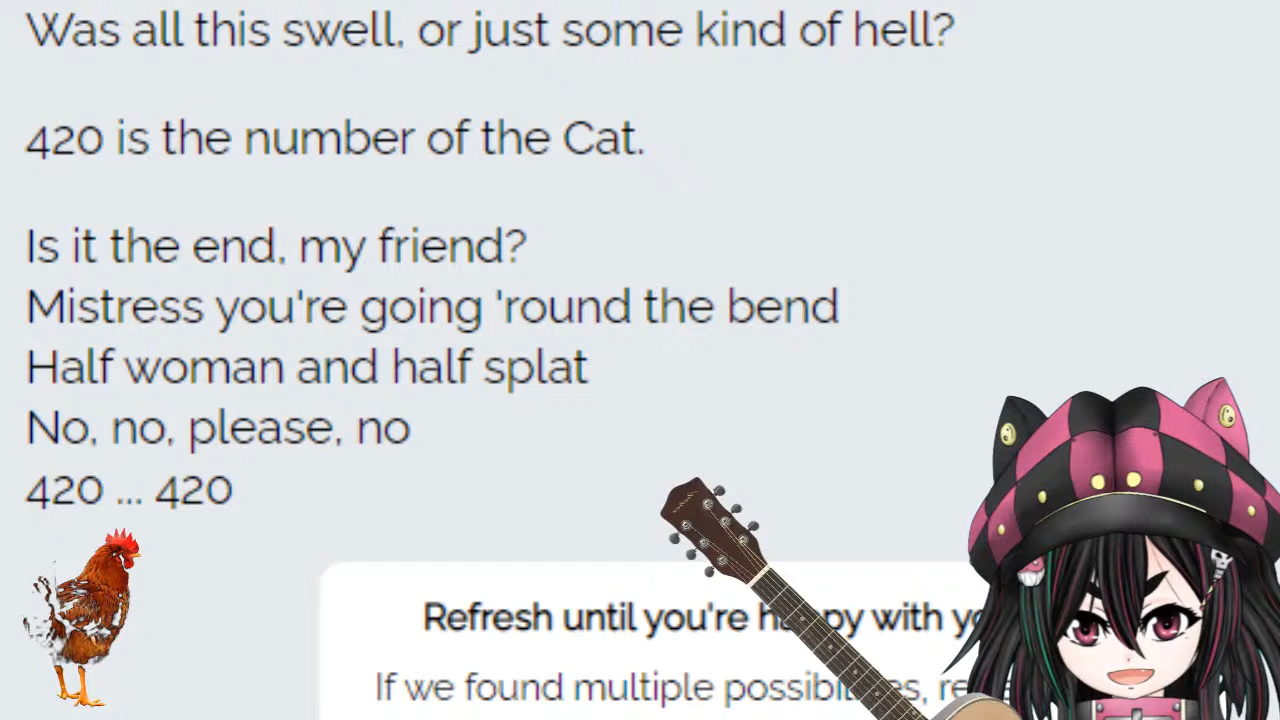 Was all this swell, or just some kind of hell?
420 is the number of the Cat.
Is it the end, my friend?
Mistress you're going 'round the bend
Half woman and half splat
No, no, please, no
420 ... 420
Refresh until you're happy with
If we found multiple